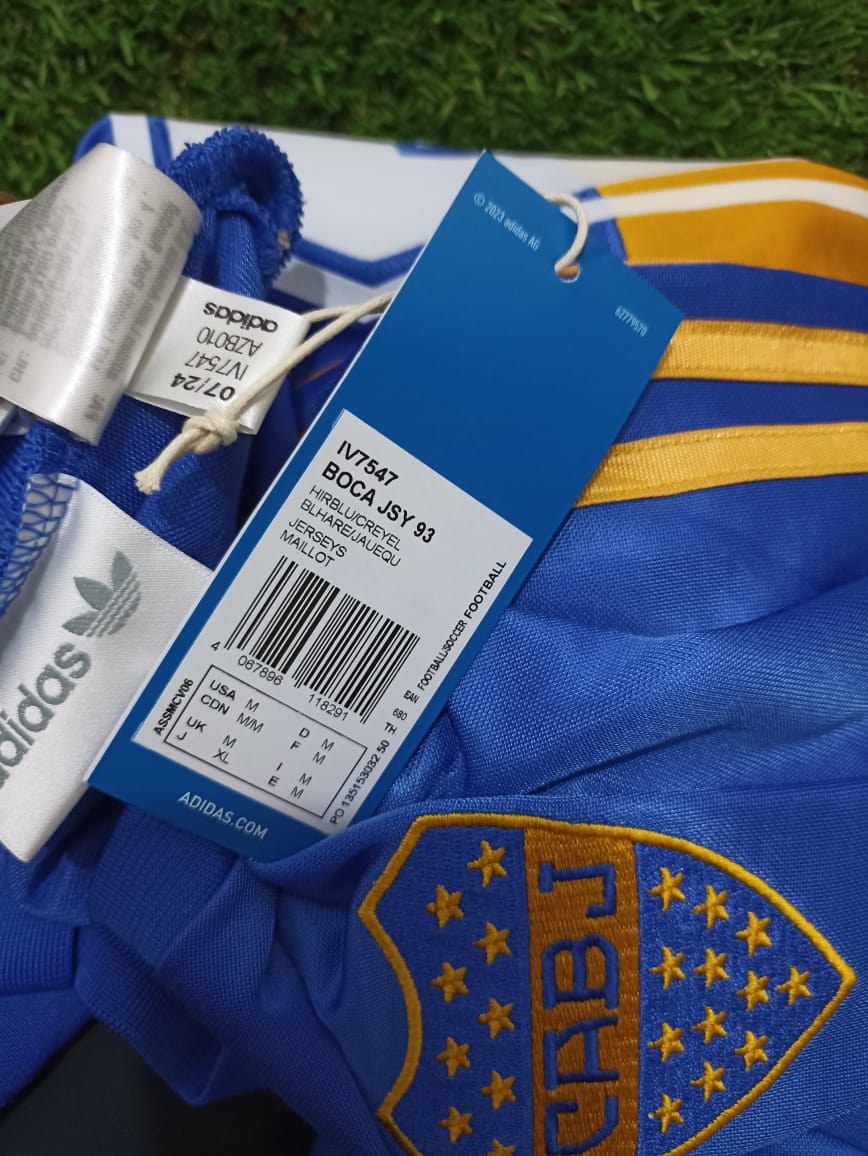 © 2023 adidas AG
62779570
IV7547
BOCA JSY 93
HIRBLU/CREYEL
BLHARE/JAUEQU
JERSEYS
MAILLOT
4 067896 118291
EAN FOOTBALL/SOCCER FOOTBALL
ASSMCV06
USA M D M
CDN M/M F M
UK M I M
J XL E M
680
TH
PO 135153032 50
ADIDAS.COM
07/24
IV7547
AZB010
adidas
adidas
CABJ